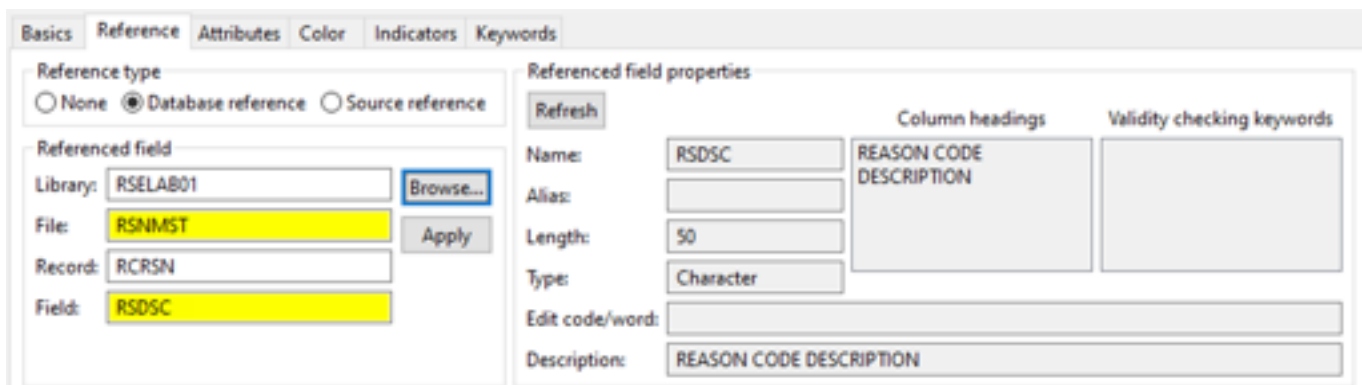 Basics Reference Attributes Color Indicators Keywords
Reference type
None Database reference Source reference
Referenced field
Library: RSELAB01 Browse...
File: RSNMST Apply
Record: RCRSN
Field: RSDSC
Referenced field properties
Refresh
Column headings Validity checking keywords
Name: RSDSC REASON CODE
DESCRIPTION
Alias:
Length: 50
Type: Character
Edit code/word:
Description: REASON CODE DESCRIPTION